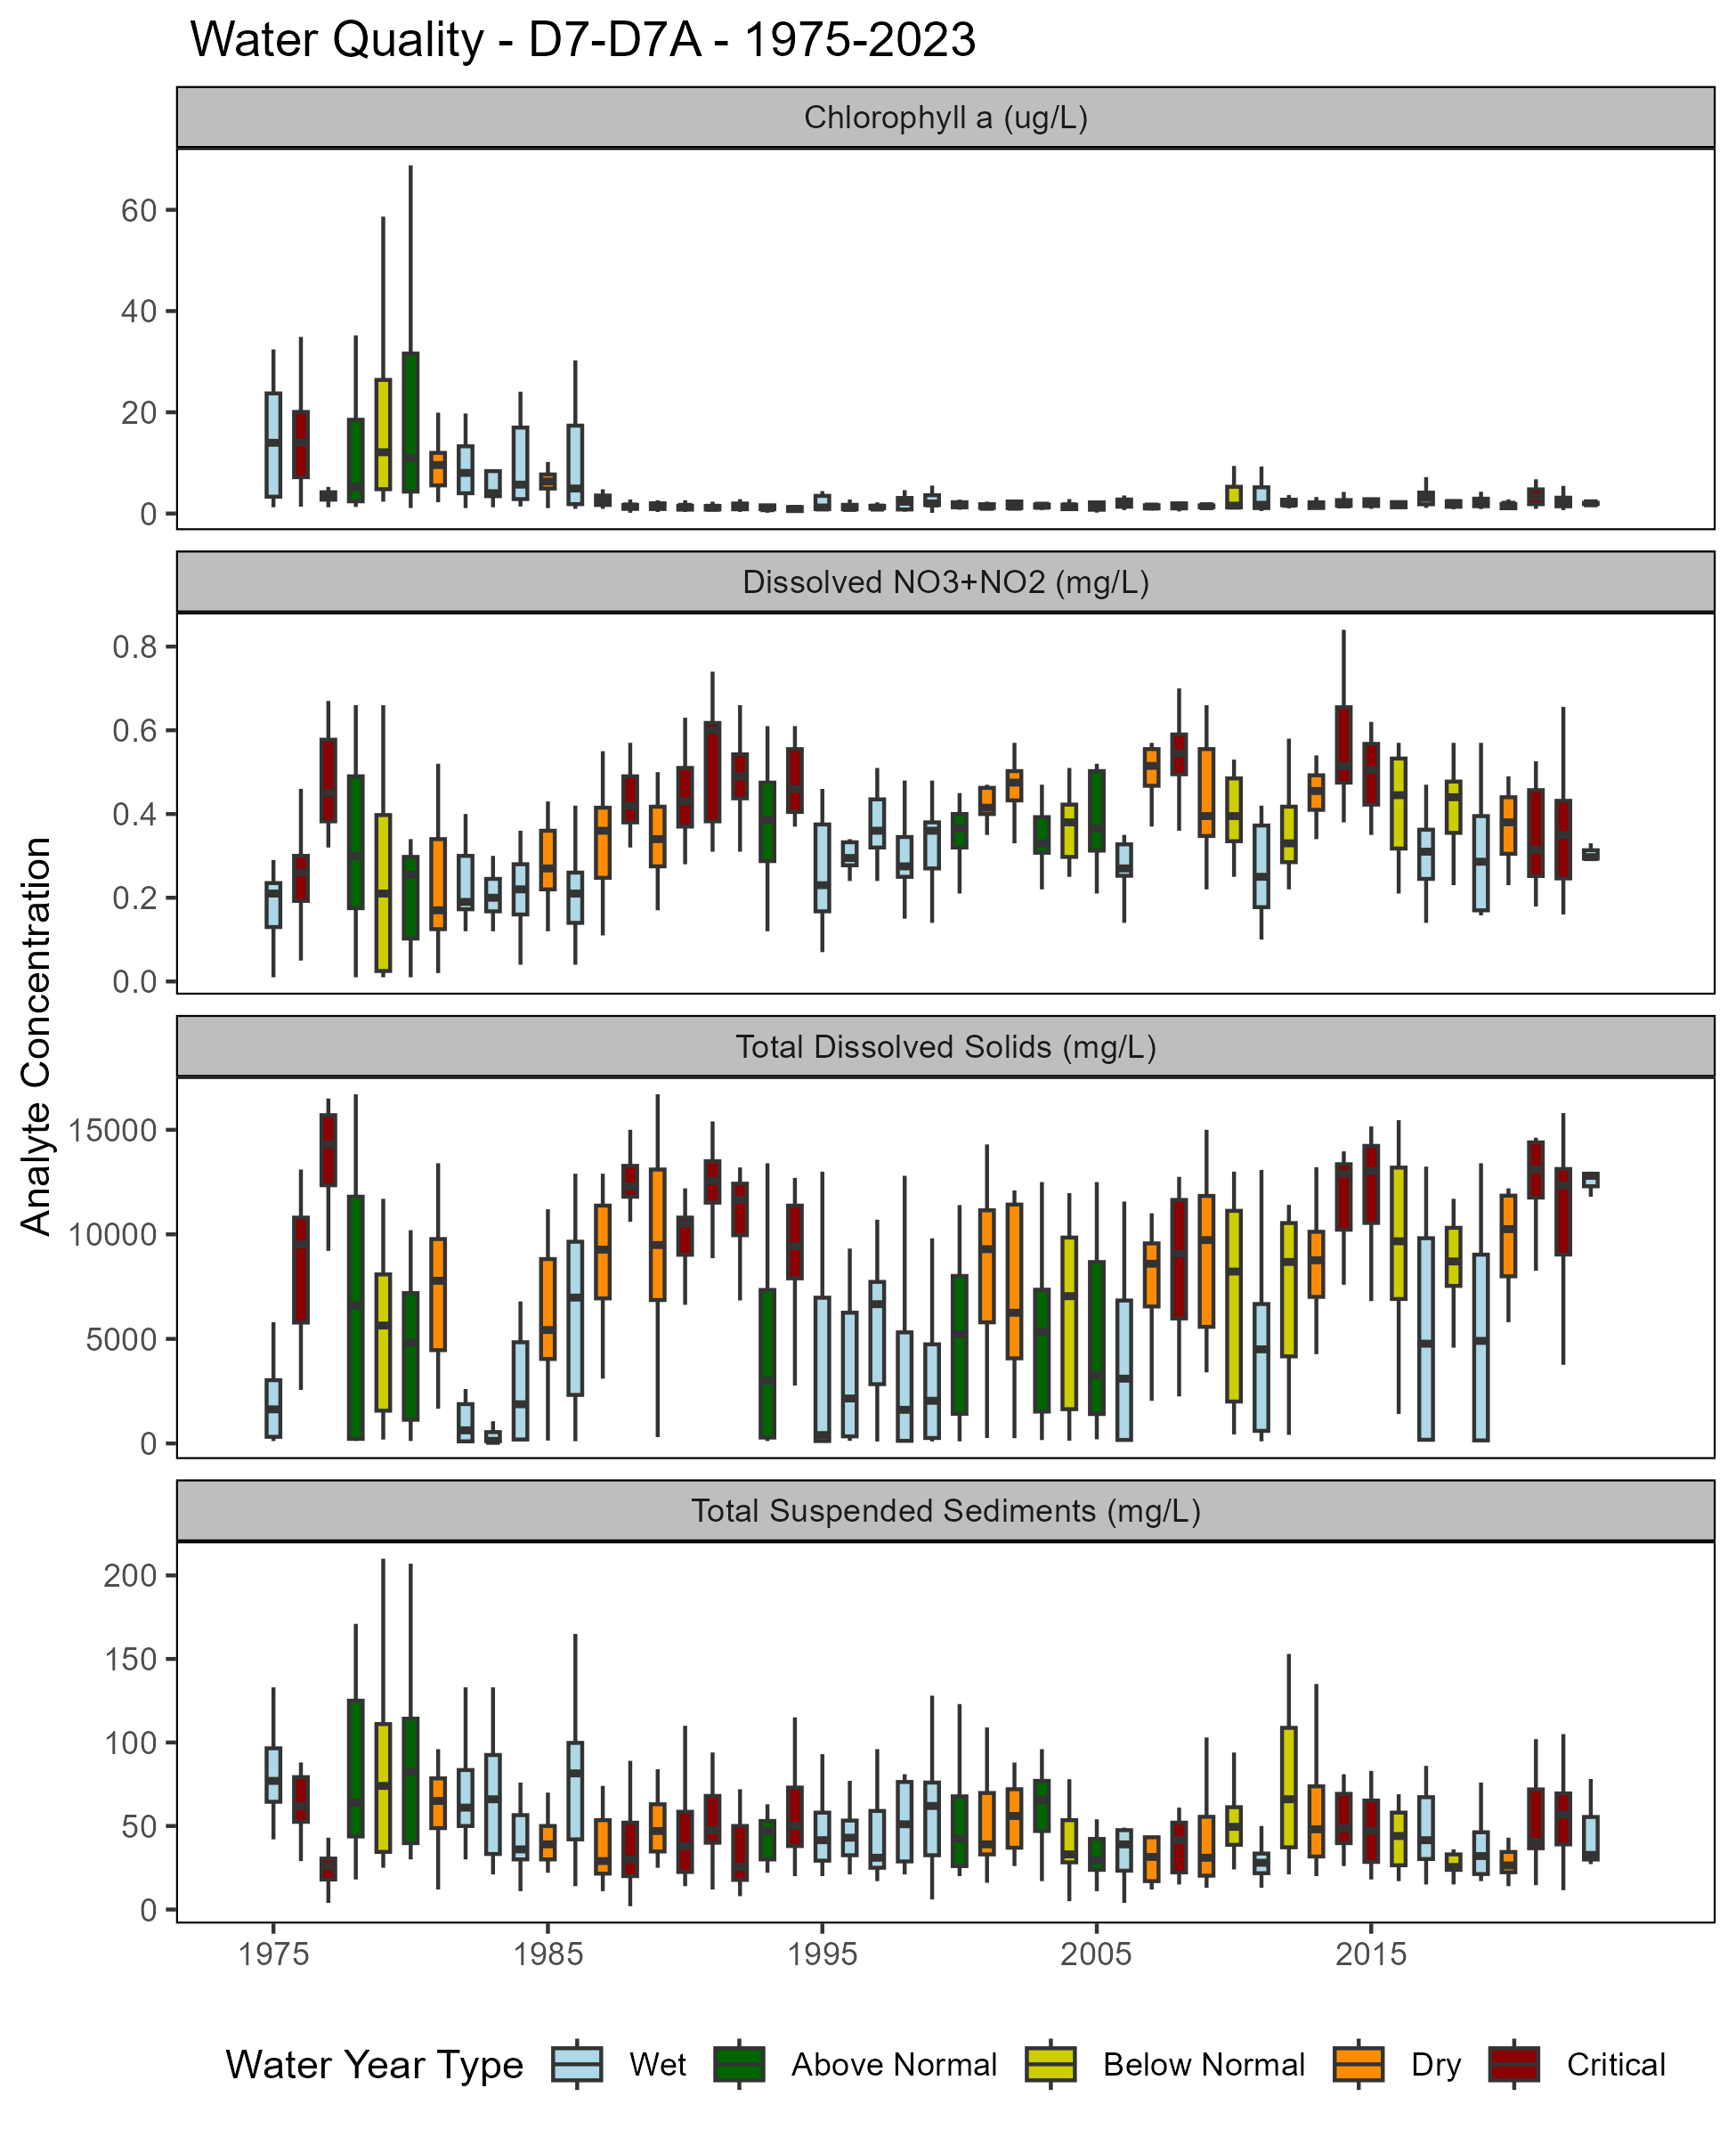 Water Quality - D7-D7A - 1975-2023
Chlorophyll a (ug/L)
60
40
20
0
Dissolved NO3+NO2 (mg/L)
0.8
0.6
0.4
0.2
0.0
Analyte Concentration
Total Dissolved Solids (mg/L)
15000
10000
5000
0
Total Suspended Sediments (mg/L)
200
150
100
50
0
1975 1985 1995 2005 2015
Water Year Type Wet Above Normal Below Normal Dry Critical